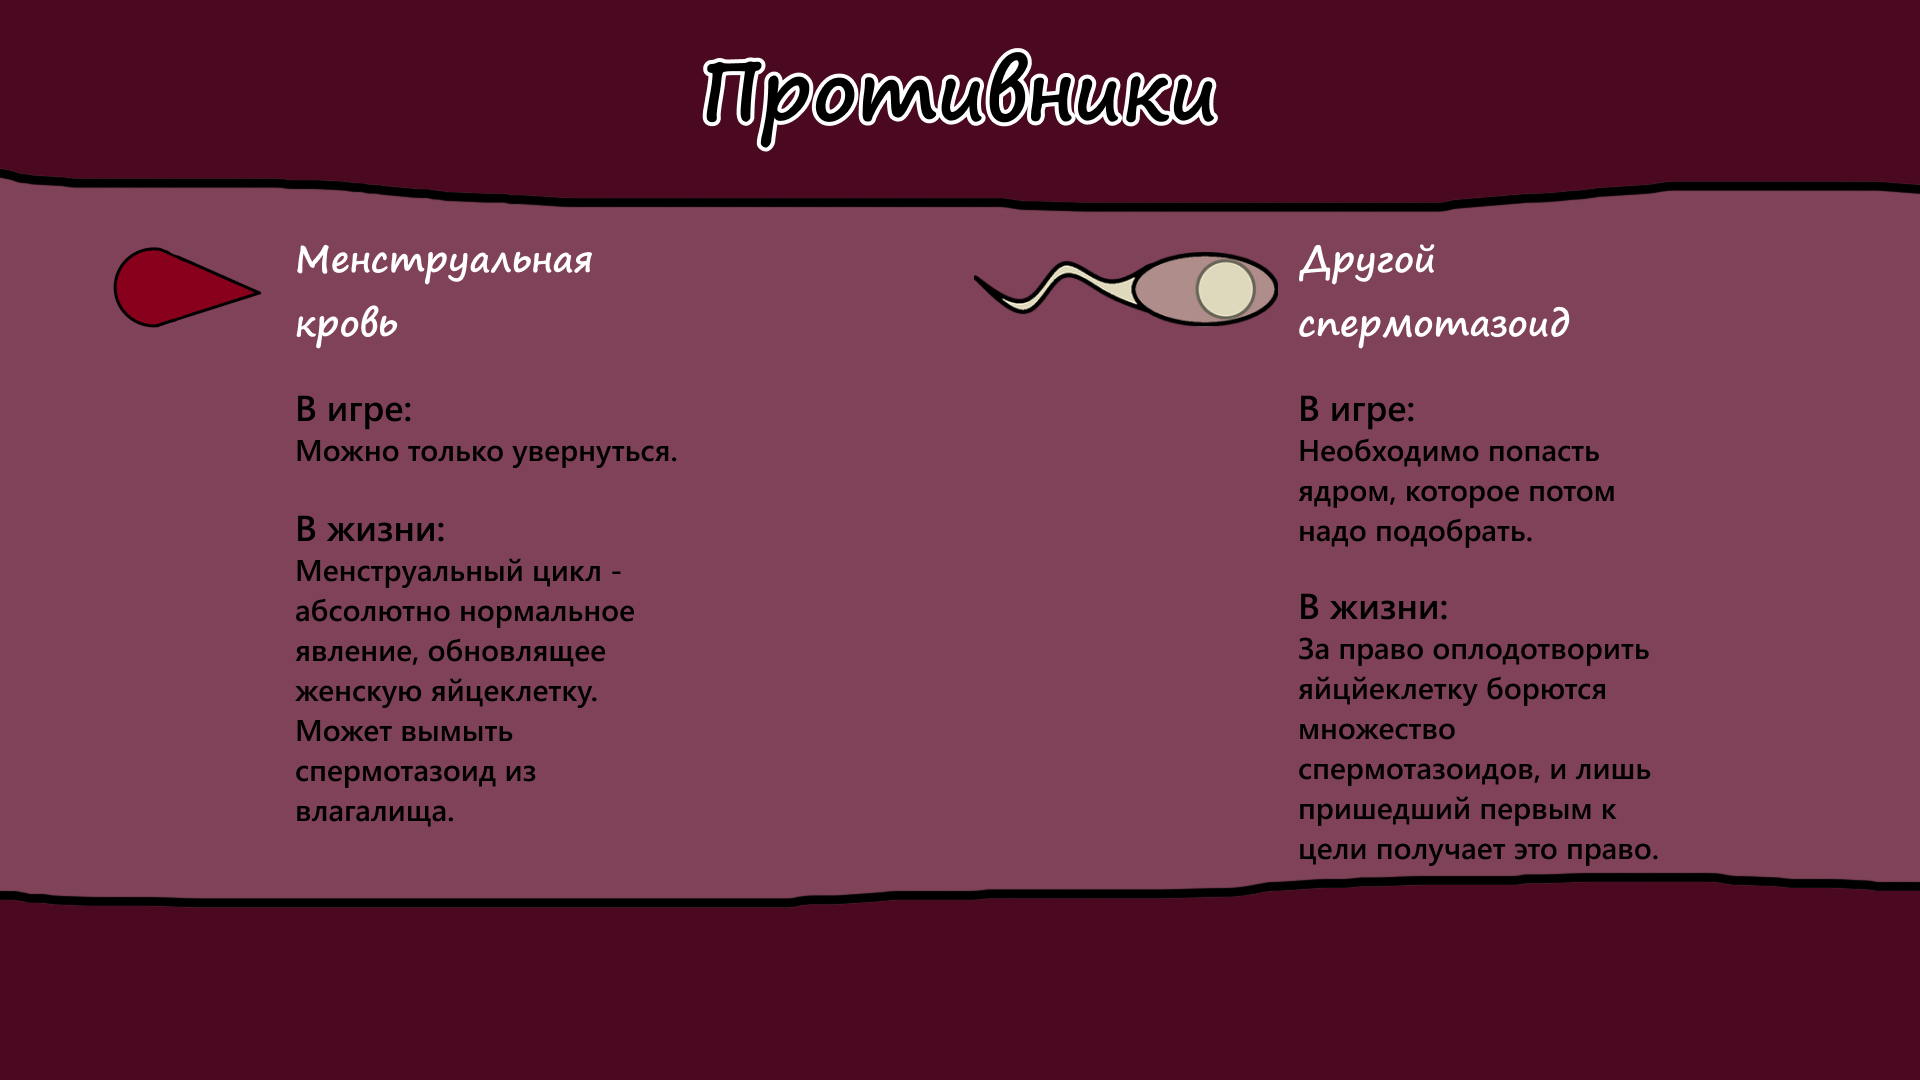 Противники
Менструальная
кровь
В игре:
Можно только увернуться.
В жизни:
Менструальный цикл -
абсолютно нормальное
явление, обновлящее
женскую яйцеклетку.
Может вымыть
спермотазоид из
влагалища.
Другой
спермотазоид
В игре:
Необходимо попасть
ядром, которое потом
надо подобрать.
В жизни:
За право оплодотворить
яйцйеклетку борются
множество
спермотазоидов, и лишь
пришедший первым к
цели получает это право.